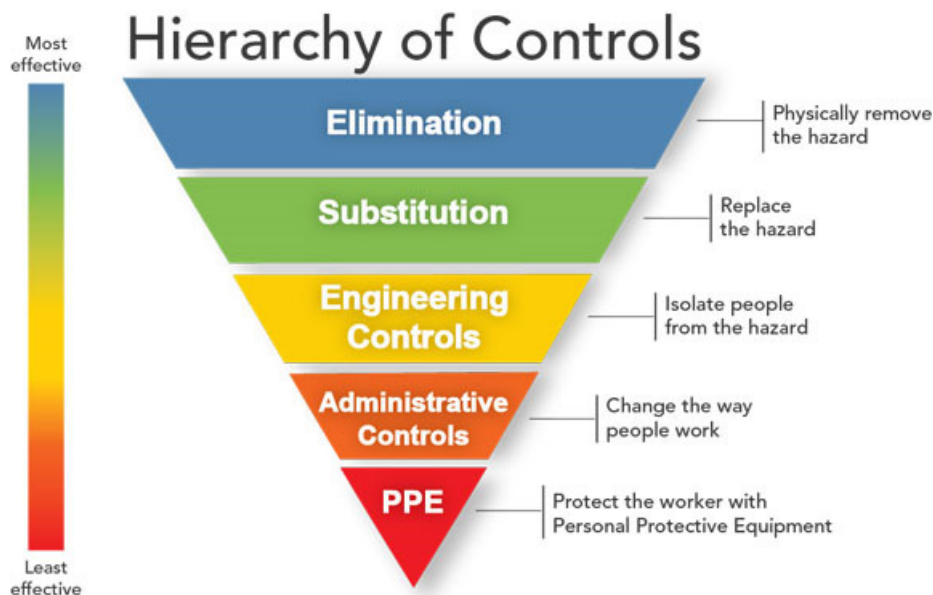 Hierarchy of Controls
Most
effective
Elimination
Physically remove
the hazard
Substitution
Replace
the hazard
Engineering
Controls
Isolate people
from the hazard
Administrative
Controls
Change the way
people work
PPE
Protect the worker with
Personal Protective Equipment
Least
effective